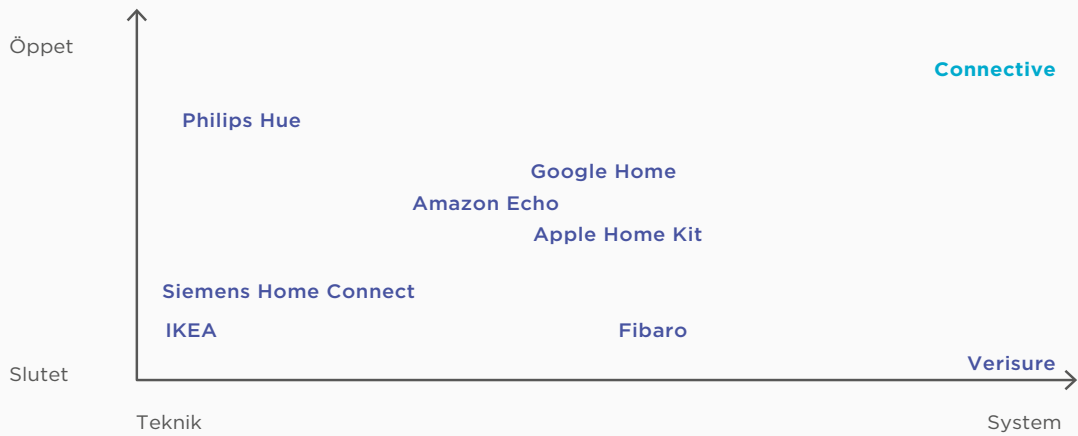 Öppet
Connective
Philips Hue
Google Home
Amazon Echo
Apple Home Kit
Siemens Home Connect
IKEA
Fibaro
Verisure
Slutet
Teknik
System